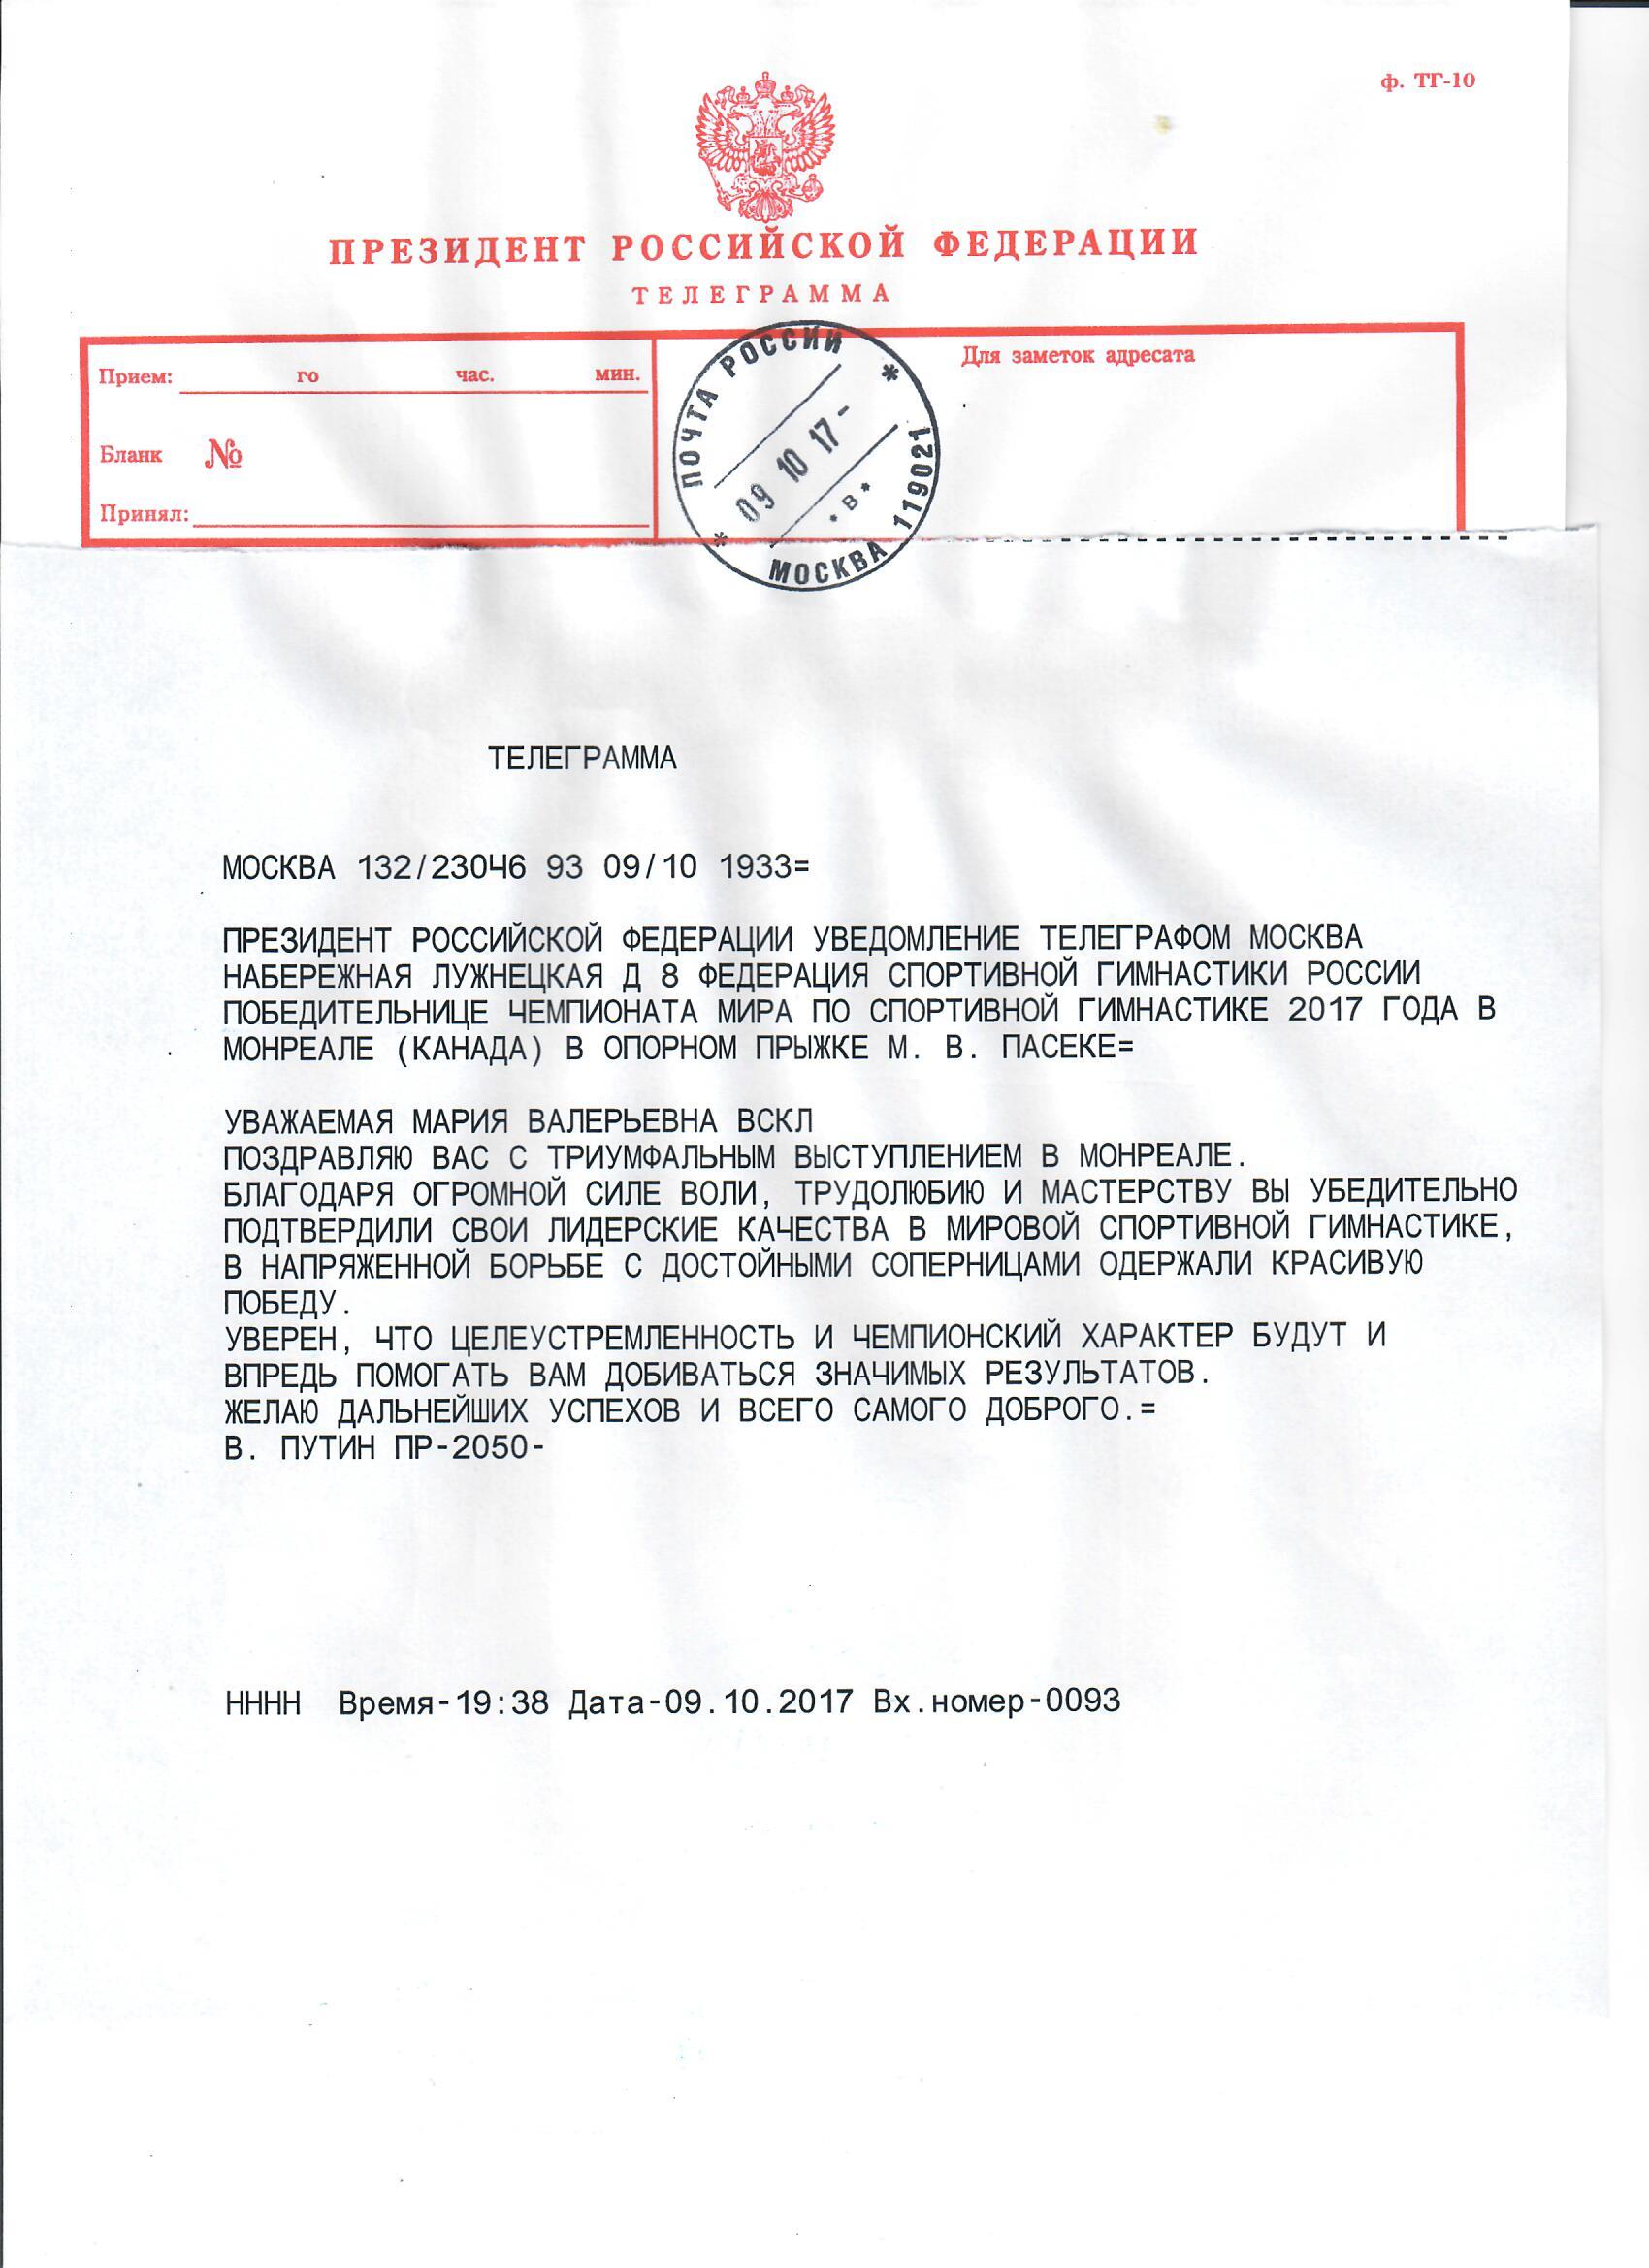 ф. ТГ-10
ПРЕЗИДЕНТ РОССИЙСКОЙ ФЕДЕРАЦИИ
ТЕЛЕГРАММА
Прием: го час. мин.
Бланк №
Принял:
Для заметок адресата
ПОЧТА РОССИИ
09 10 17-
* В *
МОСКВА 119021
ТЕЛЕГРАММА
МОСКВА 132/230Ч6 93 09/10 1933=
ПРЕЗИДЕНТ РОССИЙСКОЙ ФЕДЕРАЦИИ УВЕДОМЛЕНИЕ ТЕЛЕГРАФОМ МОСКВА
НАБЕРЕЖНАЯ ЛУЖНЕЦКАЯ Д 8 ФЕДЕРАЦИЯ СПОРТИВНОЙ ГИМНАСТИКИ РОССИИ
ПОБЕДИТЕЛЬНИЦЕ ЧЕМПИОНАТА МИРА ПО СПОРТИВНОЙ ГИМНАСТИКЕ 2017 ГОДА В
МОНРЕАЛЕ (КАНАДА) В ОПОРНОМ ПРЫЖКЕ М. В. ПАСЕКЕ=
УВАЖАЕМАЯ МАРИЯ ВАЛЕРЬЕВНА ВСКЛ
ПОЗДРАВЛЯЮ ВАС С ТРИУМФАЛЬНЫМ ВЫСТУПЛЕНИЕМ В МОНРЕАЛЕ.
БЛАГОДАРЯ ОГРОМНОЙ СИЛЕ ВОЛИ, ТРУДОЛЮБИЮ И МАСТЕРСТВУ ВЫ УБЕДИТЕЛЬНО
ПОДТВЕРДИЛИ СВОИ ЛИДЕРСКИЕ КАЧЕСТВА В МИРОВОЙ СПОРТИВНОЙ ГИМНАСТИКЕ,
В НАПРЯЖЕННОЙ БОРЬБЕ С ДОСТОЙНЫМИ СОПЕРНИЦАМИ ОДЕРЖАЛИ КРАСИВУЮ
ПОБЕДУ.
УВЕРЕН, ЧТО ЦЕЛЕУСТРЕМЛЕННОСТЬ И ЧЕМПИОНСКИЙ ХАРАКТЕР БУДУТ И
ВПРЕДЬ ПОМОГАТЬ ВАМ ДОБИВАТЬСЯ ЗНАЧИМЫХ РЕЗУЛЬТАТОВ.
ЖЕЛАЮ ДАЛЬНЕЙШИХ УСПЕХОВ И ВСЕГО САМОГО ДОБРОГО.=
В. ПУТИН ПР-2050-
НННН Время-19:38 Дата-09.10.2017 Вх.номер-0093